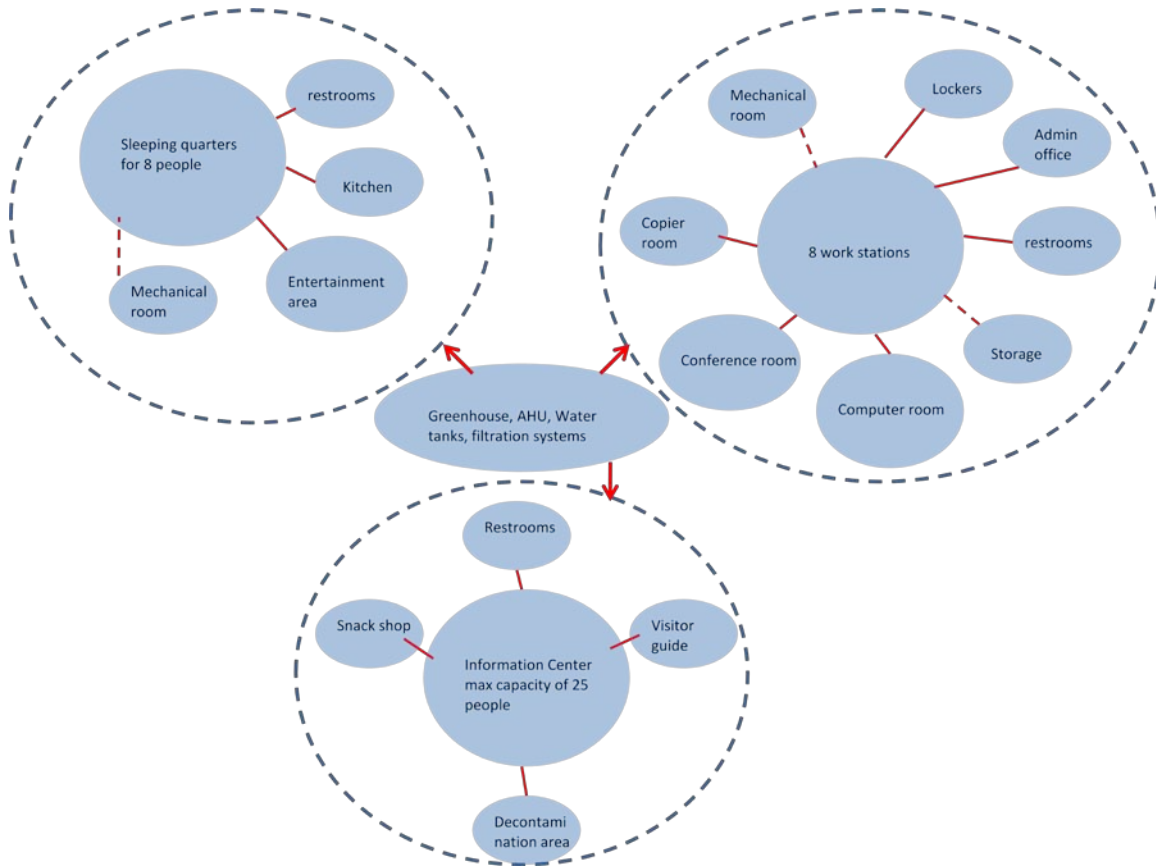 restrooms
Sleeping quarters
for 8 people
Kitchen
Entertainment
area
Mechanical
room
Mechanical
room
Lockers
Admin
office
Copier
room
8 work stations
restrooms
Conference room
Storage
Computer room
Greenhouse, AHU, Water
tanks, filtration systems
Restrooms
Snack shop
Visitor
guide
Information Center
max capacity of 25
people
Decontami
nation area